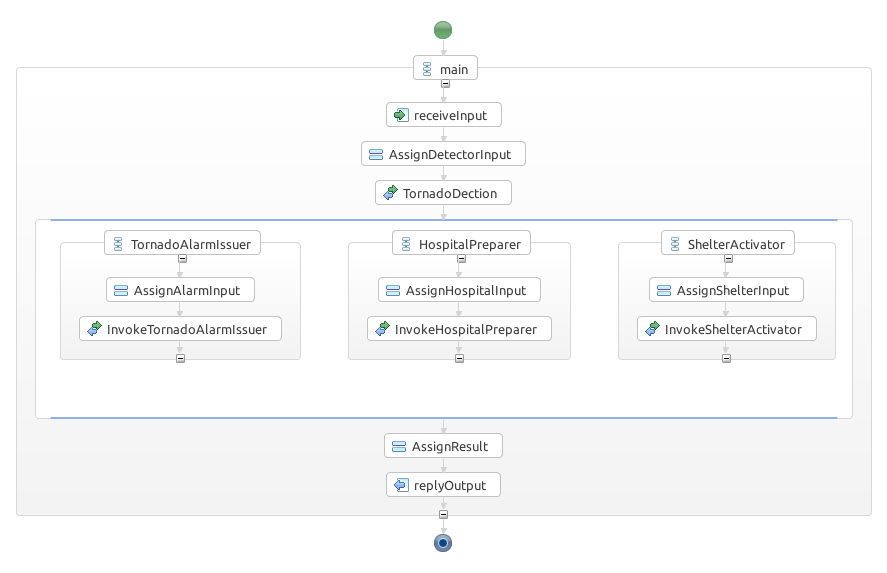 main
receiveInput
AssignDetectorInput
TornadoDection
TornadoAlarmIssuer
AssignAlarmInput
InvokeTornadoAlarmIssuer
HospitalPreparer
AssignHospitalInput
InvokeHospitalPreparer
ShelterActivator
AssignShelterInput
InvokeShelterActivator
AssignResult
replyOutput